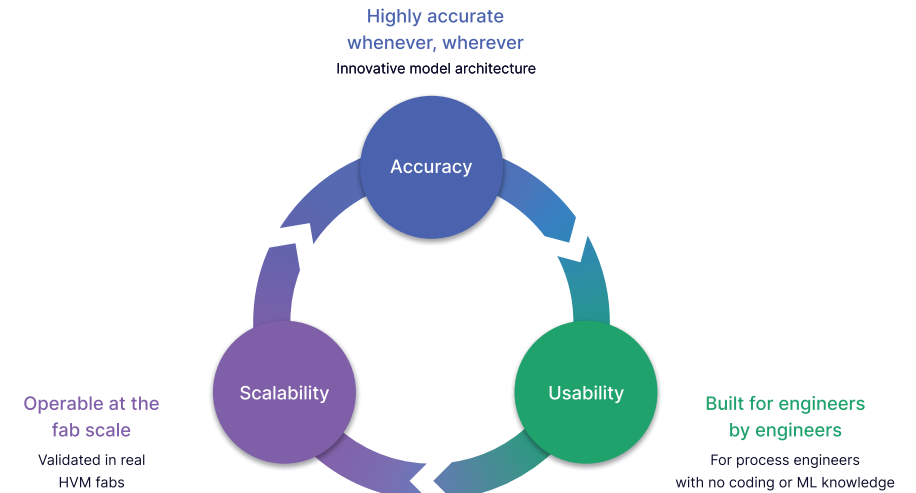 Highly accurate
whenever, wherever
Innovative model architecture
Accuracy
Scalability
Usability
Operable at the
fab scale
Validated in real
HVM fabs
Built for engineers
by engineers
For process engineers
with no coding or ML knowledge